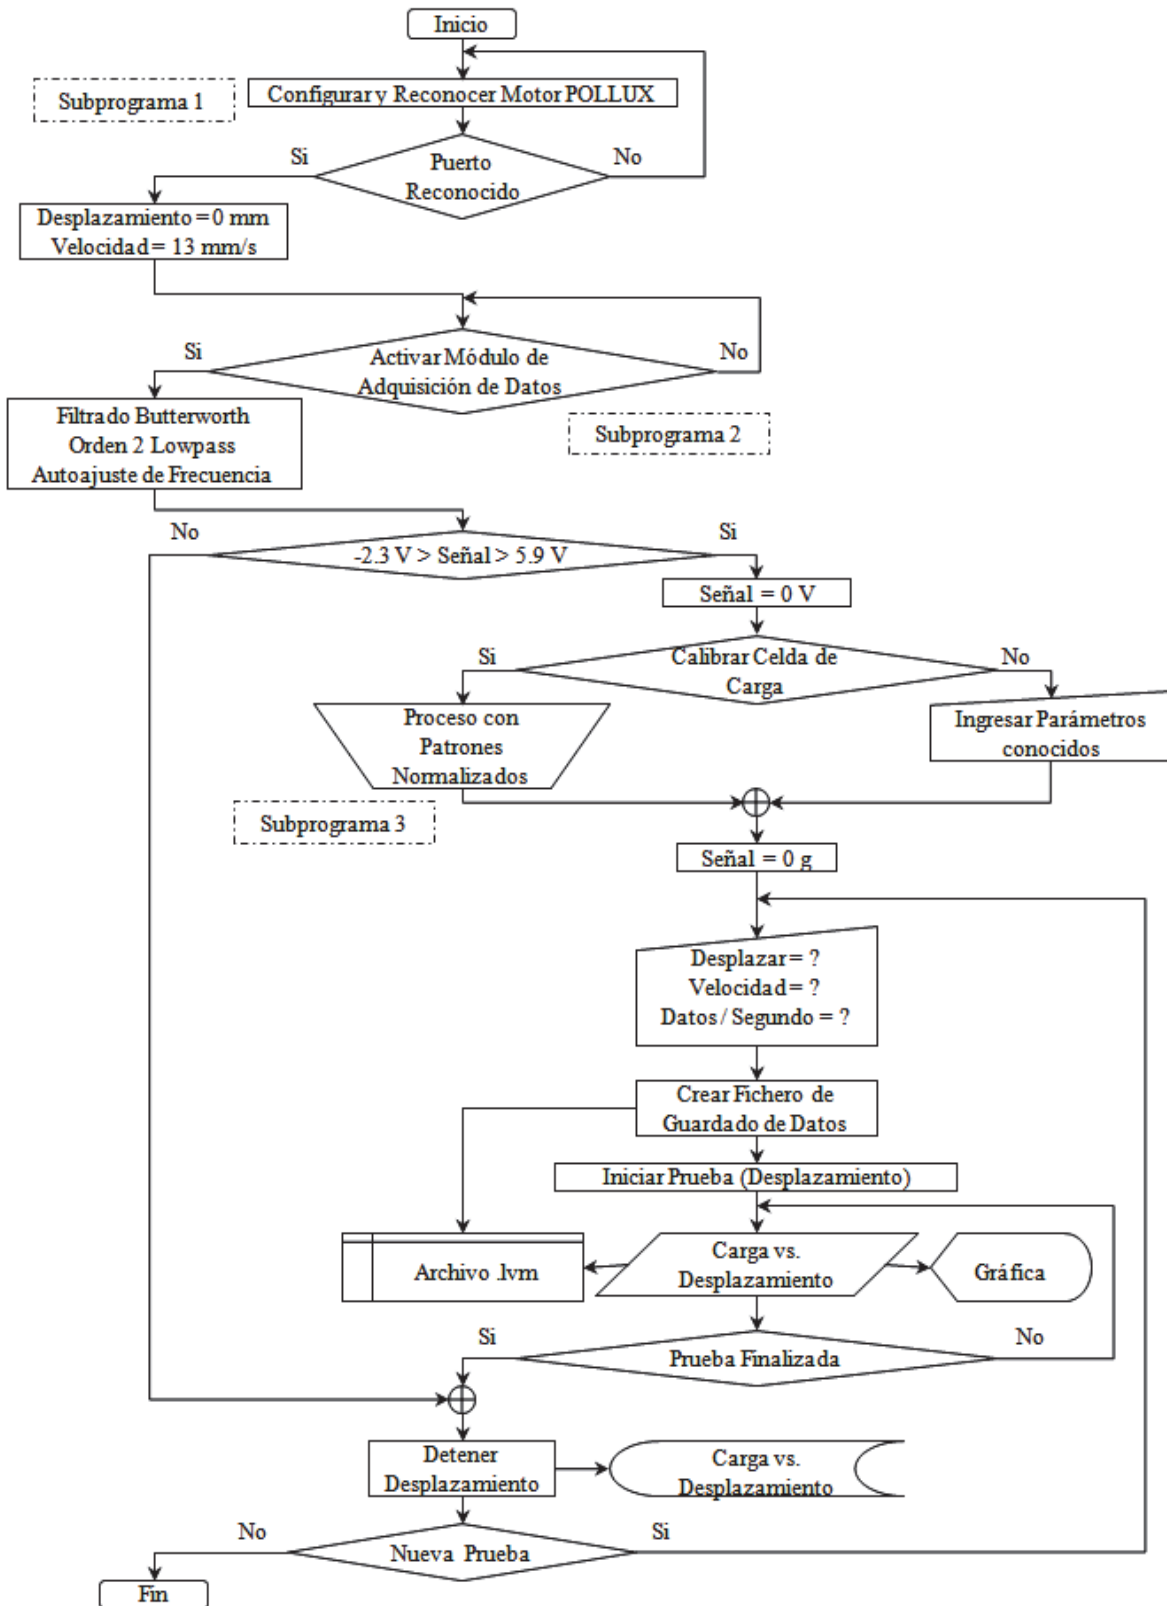 Inicio
Subprograma 1
Configurar y Reconocer Motor POLLUX
Si
Puerto
Reconocido
No
Desplazamiento = 0 mm
Velocidad = 13 mm/s
Si
Activar Módulo de
Adquisición de Datos
No
Filtrado Butterworth
Orden 2 Lowpass
Autoajuste de Frecuencia
Subprograma 2
No
-2.3 V > Señal > 5.9 V
Si
Señal = 0 V
Si
Calibrar Celda de
Carga
No
Proceso con
Patrones
Normalizados
Ingresar Parámetros
conocidos
Subprograma 3
Señal = 0 g
Desplazar = ?
Velocidad = ?
Datos / Segundo = ?
Crear Fichero de
Guardado de Datos
Iniciar Prueba (Desplazamiento)
Archivo .lvm
Carga vs.
Desplazamiento
Gráfica
Si
Prueba Finalizada
No
Detener
Desplazamiento
Carga vs.
Desplazamiento
No
Nueva Prueba
Si
Fin